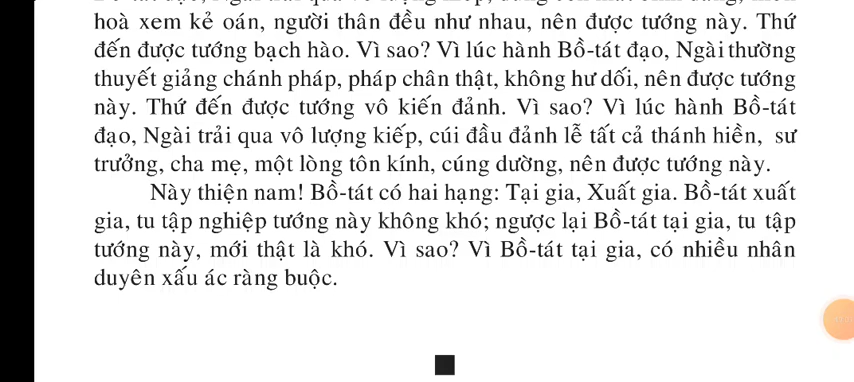 hoà xem kẻ oán, người thân đều như nhau, nên được tướng này. Thứ
đến được tướng bạch hào. Vì sao? Vì lúc hành Bồ-tát đạo, Ngài thường
thuyết giảng chánh pháp, pháp chân thật, không hư dối, nên được tướng
này. Thứ đến được tướng vô kiến đảnh. Vì sao? Vì lúc hành Bồ-tát
đạo, Ngài trải qua vô lượng kiếp, cúi đầu đảnh lễ tất cả thánh hiền, sư
trưởng, cha mẹ, một lòng tôn kính, cúng dường, nên được tướng này.
Này thiện nam! Bồ-tát có hai hạng: Tại gia, Xuất gia. Bồ-tát xuất
gia, tu tập nghiệp tướng này không khó; ngược lại Bồ-tát tại gia, tu tập
tướng này, mới thật là khó. Vì sao? Vì Bồ-tát tại gia, có nhiều nhân
duyên xấu ác ràng buộc.